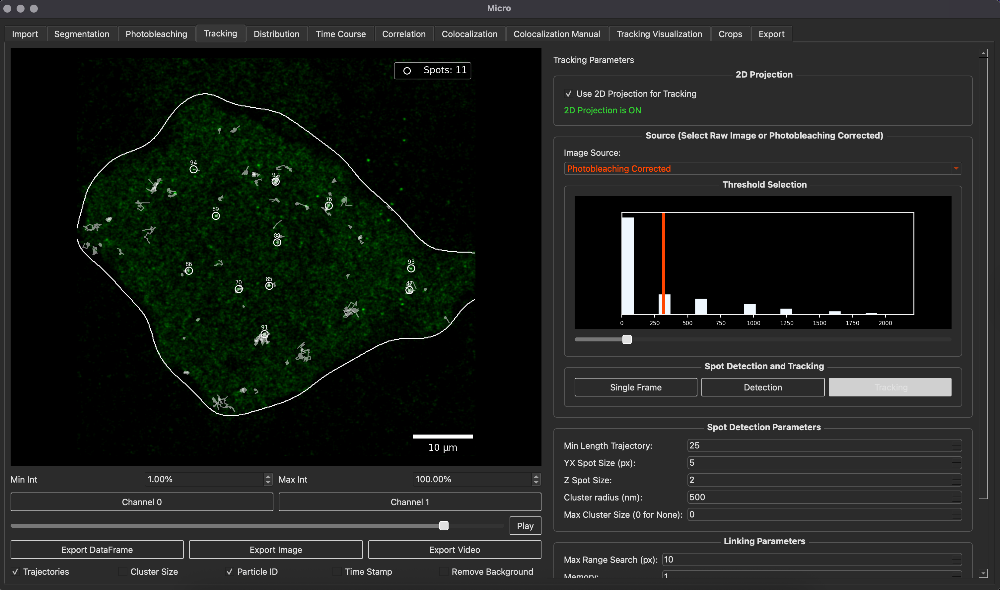 Micro
Import Segmentation Photobleaching Tracking Distribution Time Course Correlation Colocalization Colocalization Manual Tracking Visualization Crops Export
Spots: 11
94
92
76
89
88
86
93
85
70
42
91
10 µm
Min Int 1.00% Max Int 100.00%
Channel 0 Channel 1
Play
Export DataFrame Export Image Export Video
Trajectories Cluster Size Particle ID Time Stamp Remove Background
Tracking Parameters
2D Projection
Use 2D Projection for Tracking
2D Projection is ON
Source (Select Raw Image or Photobleaching Corrected)
Image Source:
Photobleaching Corrected
Threshold Selection
0 250 500 750 1000 1250 1500 1750 2000
Spot Detection and Tracking
Single Frame Detection Tracking
Spot Detection Parameters
Min Length Trajectory: 25
YX Spot Size (px): 5
Z Spot Size: 2
Cluster radius (nm): 500
Max Cluster Size (0 for None): 0
Linking Parameters
Max Range Search (px): 10
Memory: 1